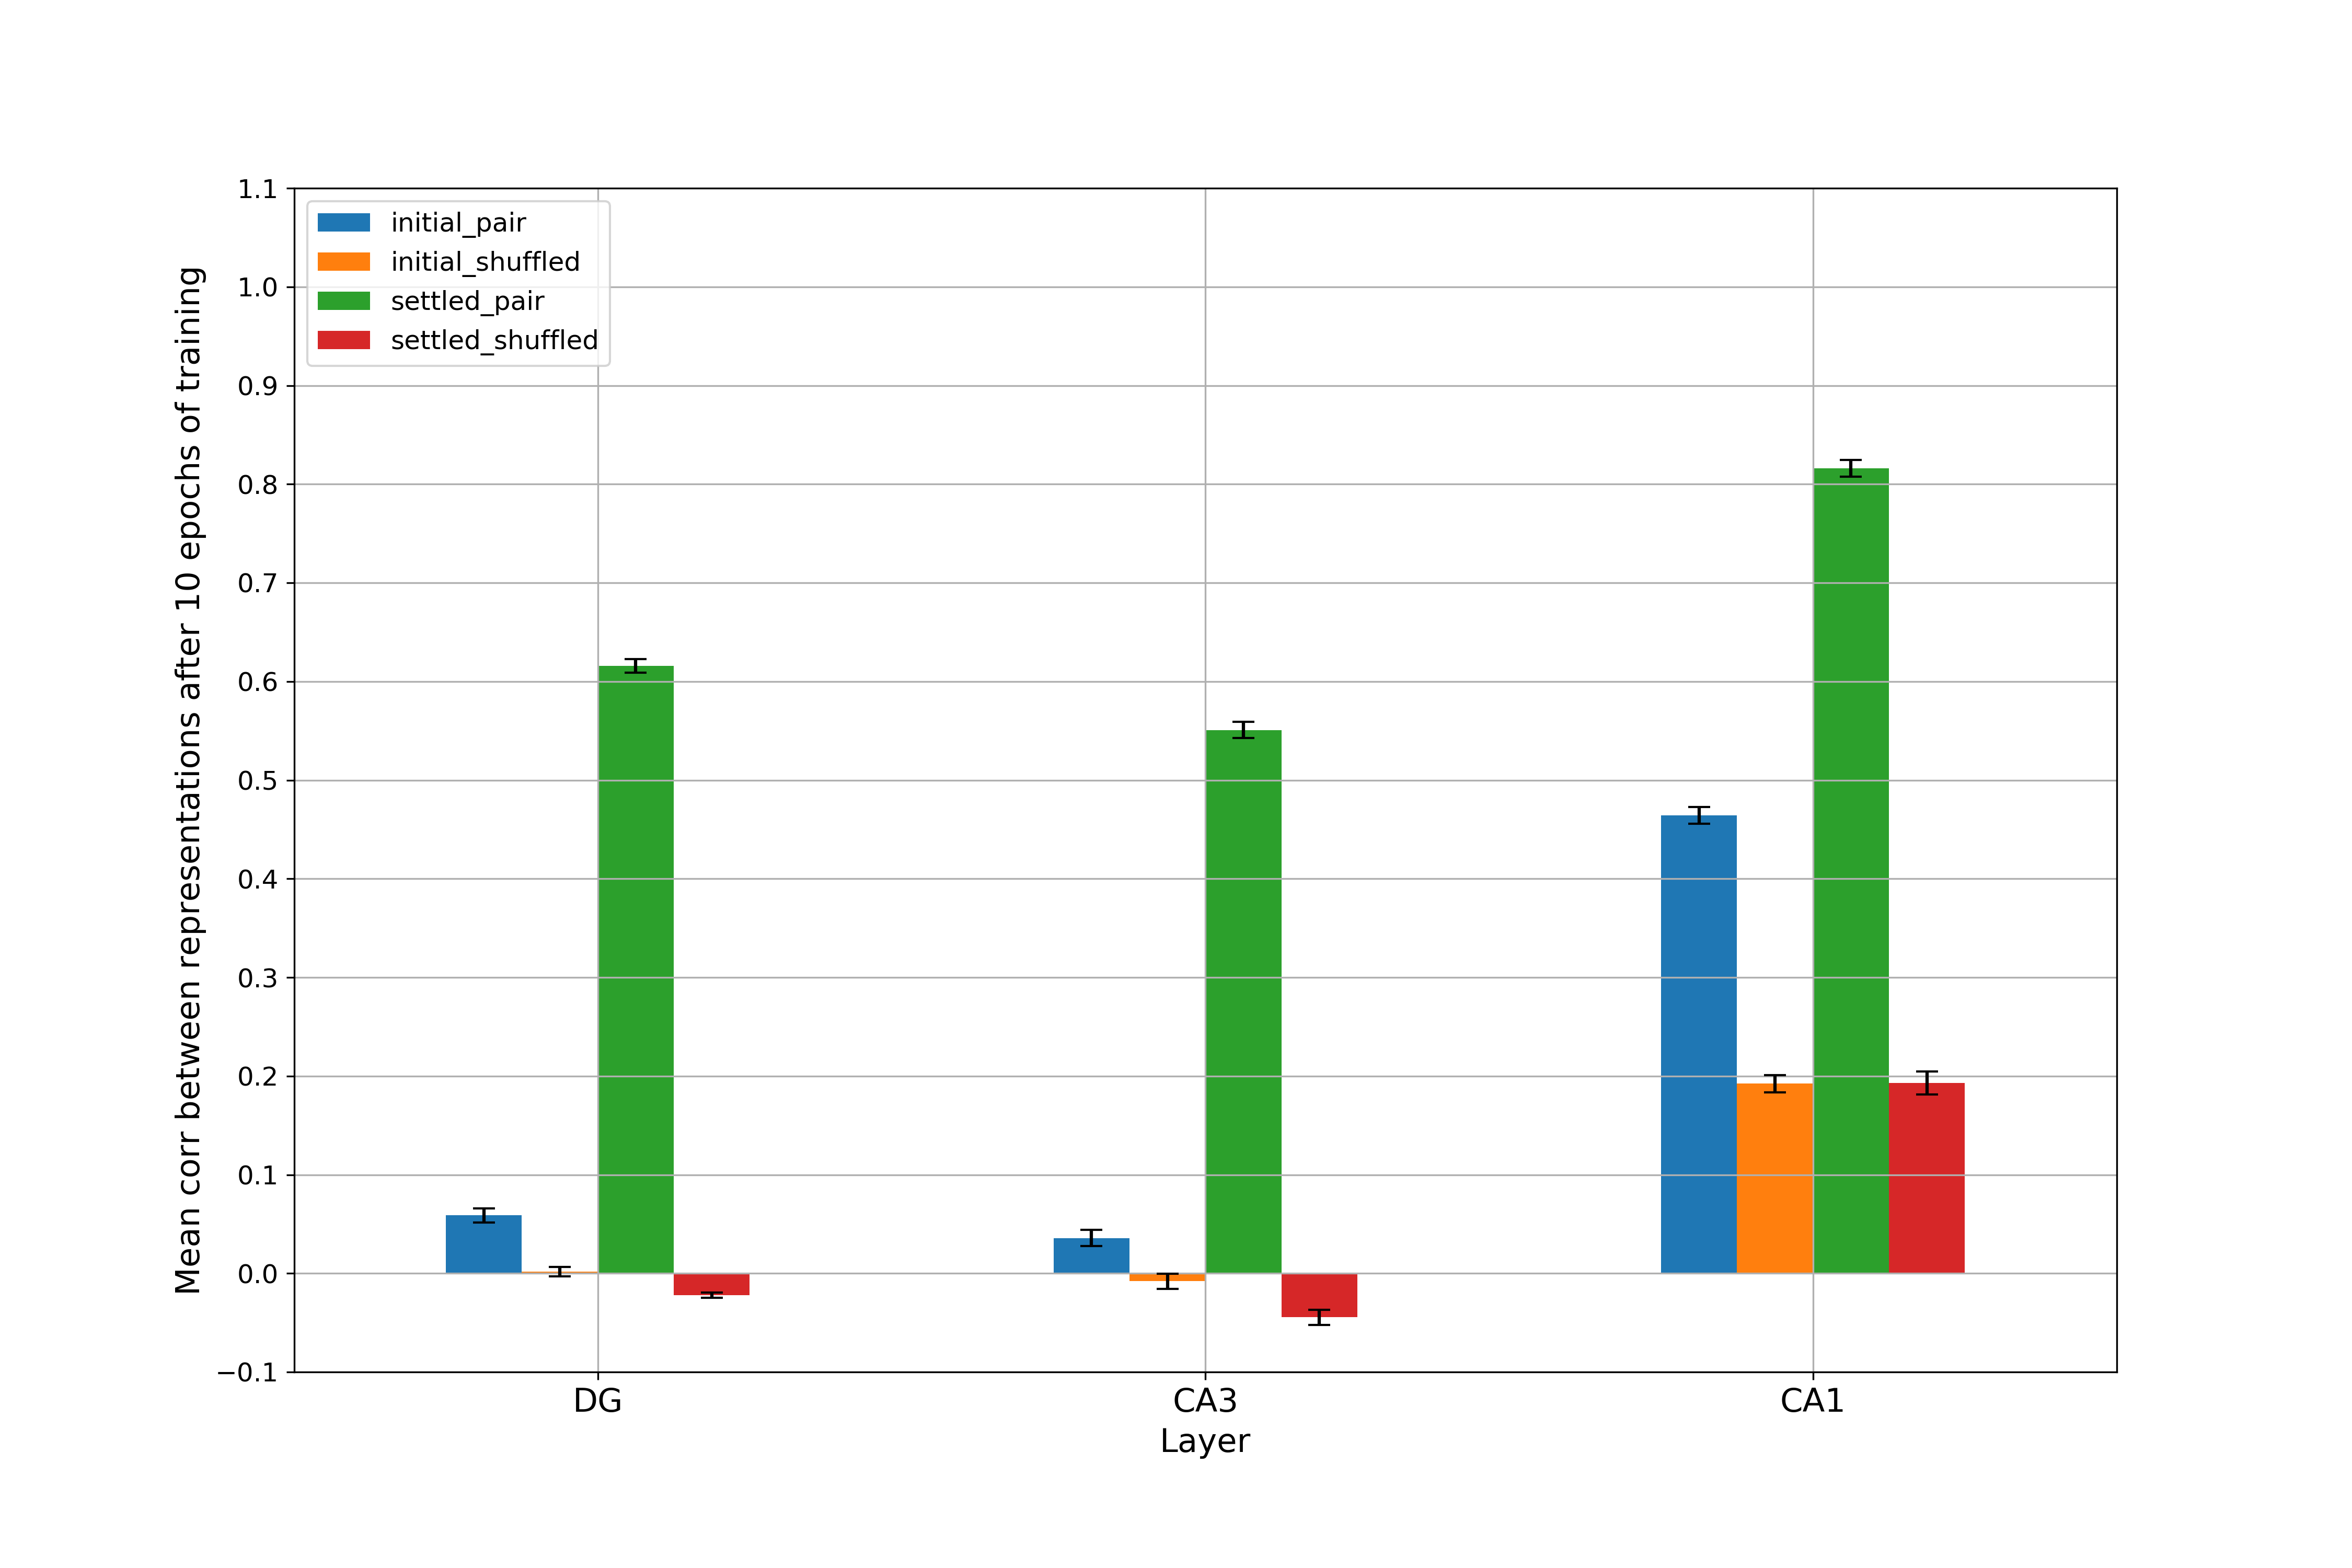 initial_pair
initial_shuffled
settled_pair
settled_shuffled
Mean corr between representations after 10 epochs of training
1.1
1.0
0.9
0.8
0.7
0.6
0.5
0.4
0.3
0.2
0.1
0.0
−0.1
DG
CA3
CA1
Layer